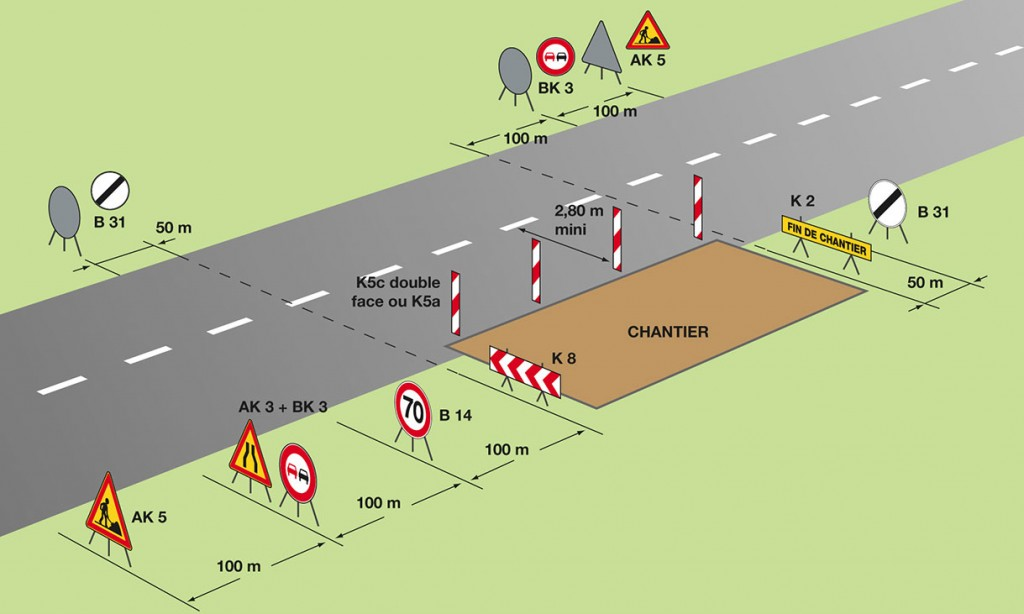 AK 5
BK 3
100 m
100 m
B 31
50 m
K 2
FIN DE CHANTIER
B 31
2,80 m
mini
50 m
K5c double
face ou K5a
CHANTIER
K 8
AK 3 + BK 3
70
B 14
100 m
100 m
AK 5
100 m